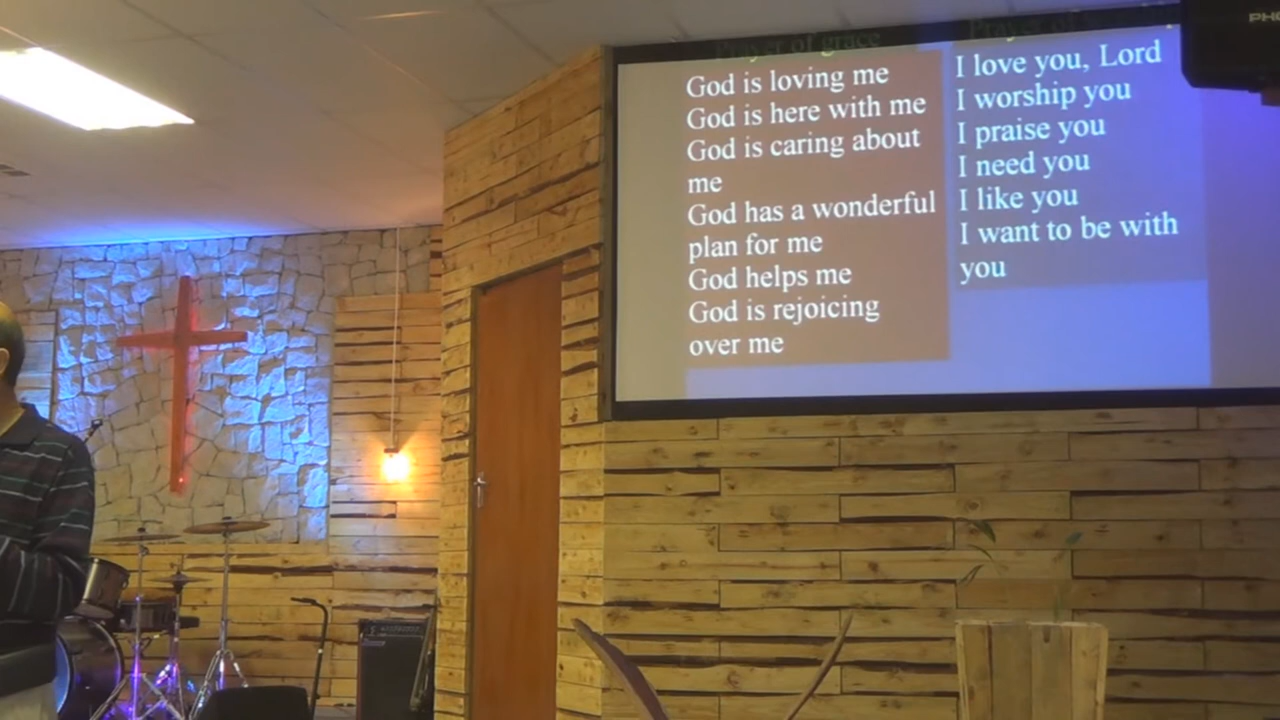 Prayer of grace
God is loving me
God is here with me
God is caring about
me
God has a wonderful
plan for me
God helps me
God is rejoicing
over me
Prayer of
I love you, Lord
I worship you
I praise you
I need you
I like you
I want to be with
you